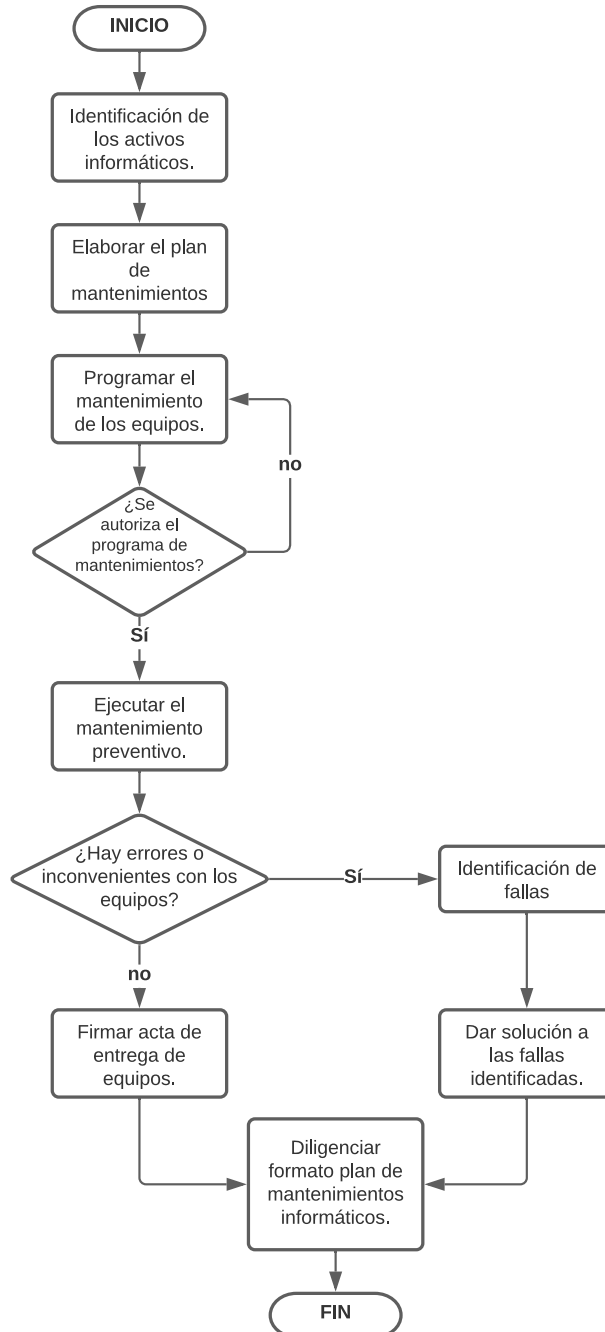 INICIO
Identificación de
los activos
informáticos.
Elaborar el plan
de
mantenimientos
Programar el
mantenimiento
de los equipos.
no
¿Se
autoriza el
programa de
mantenimientos?
Sí
Ejecutar el
mantenimiento
preventivo.
¿Hay errores o
inconvenientes con los
equipos?
Sí
Identificación de
fallas
no
Firmar acta de
entrega de
equipos.
Dar solución a
las fallas
identificadas.
Diligenciar
formato plan de
mantenimientos
informáticos.
FIN